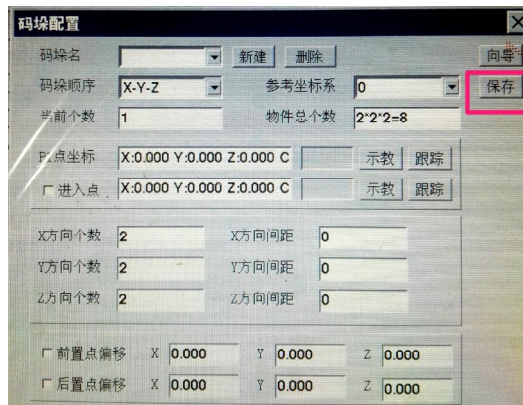 码垛配置
码垛名 新建 删除 向导
码垛顺序 X-Y-Z 参考坐标系 0 保存
当前个数 1 物件总个数 2*2*2=8
点坐标 X:0.000 Y:0.000 Z:0.000 C 示教 跟踪
进入点 X:0.000 Y:0.000 Z:0.000 C 示教 跟踪
X方向个数 2 X方向间距 0
Y方向个数 2 Y方向间距 0
Z方向个数 2 Z方向间距 0
前置点偏移 X 0.000 Y 0.000 Z 0.000
后置点偏移 X 0.000 Y 0.000 Z 0.000